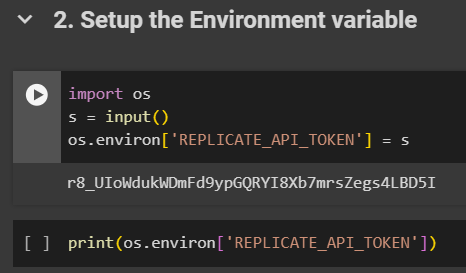 2. Setup the Environment variable
import os
s = input()
os.environ['REPLICATE_API_TOKEN'] = s
r8_UIoWdukWDmFd9ypGQRYI8Xb7mrsZegs4LBD5I
[ ] print(os.environ['REPLICATE_API_TOKEN'])